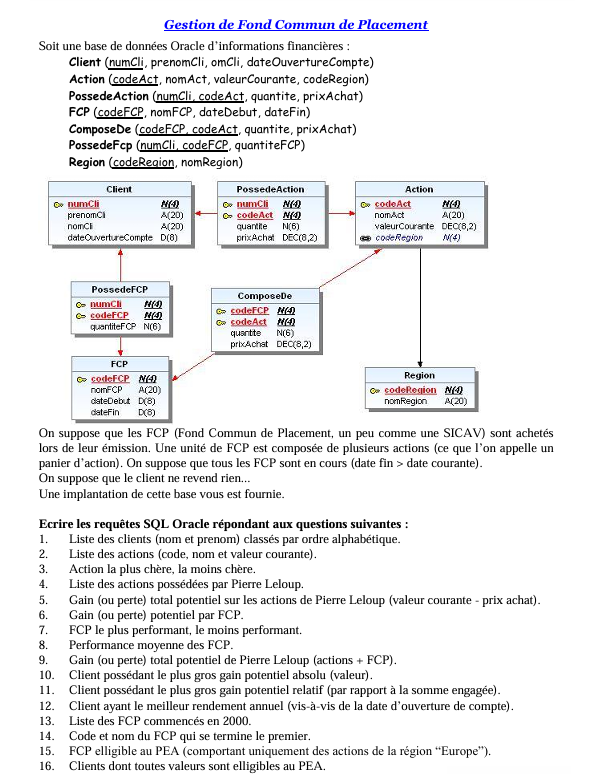 Gestion de Fond Commun de Placement
Soit une base de données Oracle d'informations financières :
Client (numCli, prenomCli, omCli, dateOuvertureCompte)
Action (codeAct, nomAct, valeurCourante, codeRegion)
PossedeAction (numCli, codeAct, quantite, prixAchat)
FCP (codeFCP, nomFCP, dateDebut, dateFin)
ComposeDe (codeFCP, codeAct, quantite, prixAchat)
PossedeFcp (numCli, codeFCP, quantiteFCP)
Region (codeRegion, nomRegion)
Client
numCli N(4)
prenomCli A(20)
nomCli A(20)
dateOuvertureCompte D(8)
PossedeAction
numCli N(4)
codeAct N(4)
quantite N(6)
prixAchat DEC(8,2)
Action
codeAct N(4)
nomAct A(20)
valeurCourante DEC(8,2)
codeRegion N(4)
PossedeFCP
numCli N(4)
codeFCP N(4)
quantiteFCP N(6)
ComposeDe
codeFCP N(4)
codeAct N(4)
quantite N(6)
prixAchat DEC(8,2)
FCP
codeFCP N(4)
nomFCP A(20)
dateDebut D(8)
dateFin D(8)
Region
codeRegion N(4)
nomRegion A(20)
On suppose que les FCP (Fond Commun de Placement, un peu comme une SICAV) sont achetés
lors de leur émission. Une unité de FCP est composée de plusieurs actions (ce que l'on appelle un
panier d'action). On suppose que tous les FCP sont en cours (date fin > date courante).
On suppose que le client ne revend rien...
Une implantation de cette base vous est fournie.
Ecrire les requêtes SQL Oracle répondant aux questions suivantes :
1. Liste des clients (nom et prenom) classés par ordre alphabétique.
2. Liste des actions (code, nom et valeur courante).
3. Action la plus chère, la moins chère.
4. Liste des actions possédées par Pierre Leloup.
5. Gain (ou perte) total potentiel sur les actions de Pierre Leloup (valeur courante - prix achat).
6. Gain (ou perte) potentiel par FCP.
7. FCP le plus performant, le moins performant.
8. Performance moyenne des FCP.
9. Gain (ou perte) total potentiel de Pierre Leloup (actions + FCP).
10. Client possédant le plus gros gain potentiel absolu (valeur).
11. Client possédant le plus gros gain potentiel relatif (par rapport à la somme engagée).
12. Client ayant le meilleur rendement annuel (vis-à-vis de la date d'ouverture de compte).
13. Liste des FCP commencés en 2000.
14. Code et nom du FCP qui se termine le premier.
15. FCP elligible au PEA (comportant uniquement des actions de la région “Europe”).
16. Clients dont toutes valeurs sont elligibles au PEA.